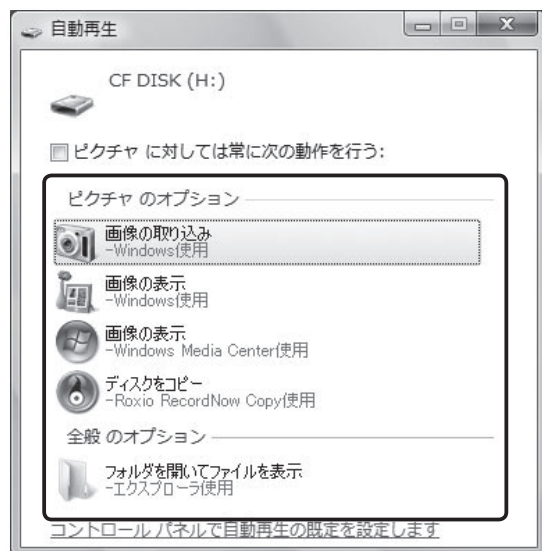 自動再生
CF DISK (H:)
ピクチャ に対しては常に次の動作を行う:
ピクチャ のオプション
画像の取り込み
-Windows使用
画像の表示
-Windows使用
画像の表示
-Windows Media Center使用
ディスクをコピー
-Roxio RecordNow Copy使用
全般 のオプション
フォルダを開いてファイルを表示
-エクスプローラ使用
コントロール パネルで自動再生の既定を設定します